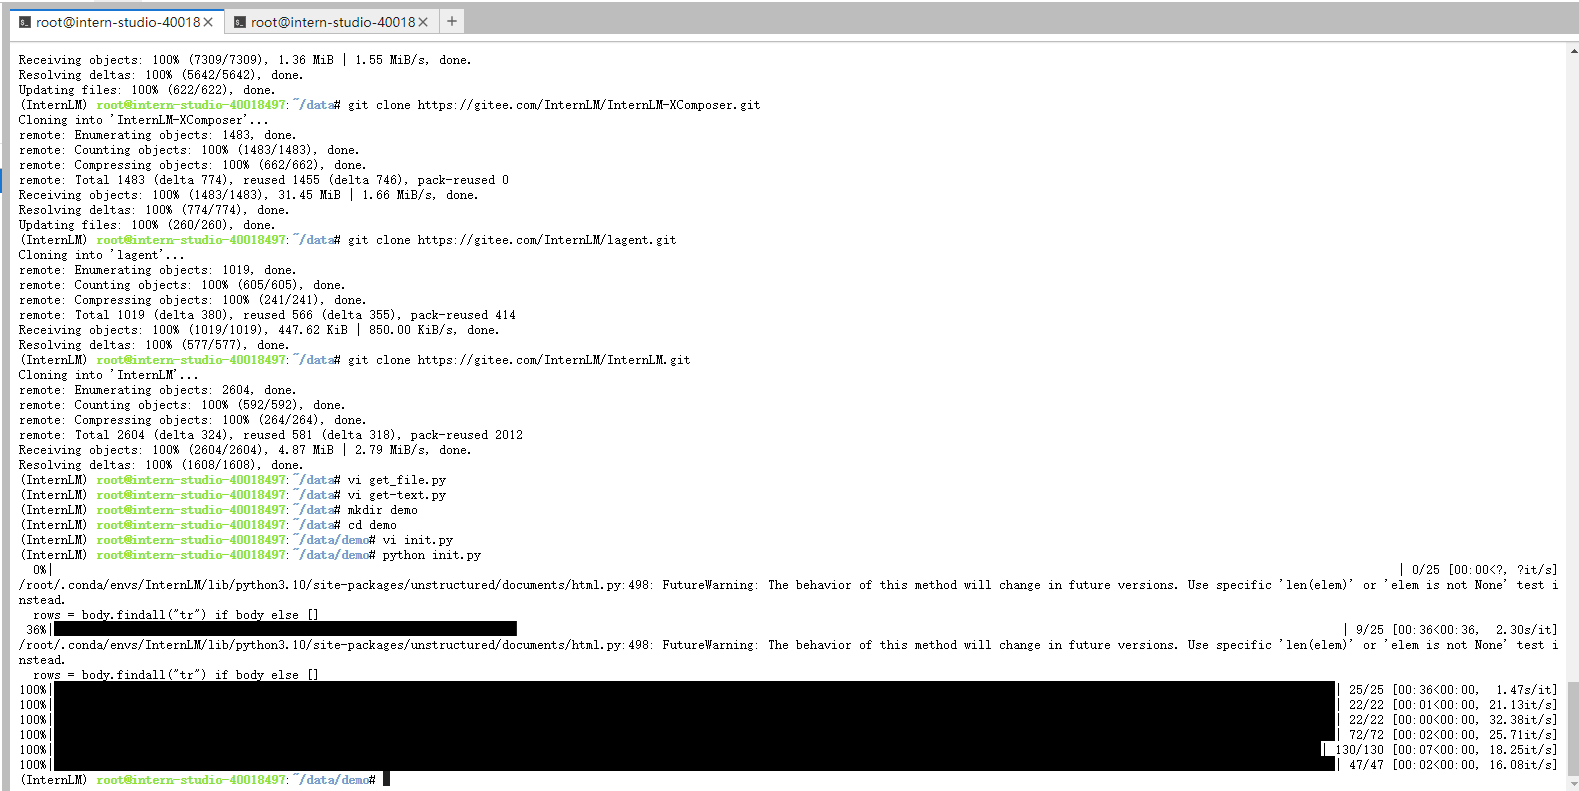 root@intern-studio-40018 ×
root@intern-studio-40018 ×
+
Receiving objects: 100% (7309/7309), 1.36 MiB | 1.55 MiB/s, done.
Resolving deltas: 100% (5642/5642), done.
Updating files: 100% (622/622), done.
(InternLM) root@intern-studio-40018497:~/data# git clone https://gitee.com/InternLM/InternLM-XComposer.git
Cloning into 'InternLM-XComposer'...
remote: Enumerating objects: 1483, done.
remote: Counting objects: 100% (1483/1483), done.
remote: Compressing objects: 100% (662/662), done.
remote: Total 1483 (delta 774), reused 1455 (delta 746), pack-reused 0
Receiving objects: 100% (1483/1483), 31.45 MiB | 1.66 MiB/s, done.
Resolving deltas: 100% (774/774), done.
Updating files: 100% (260/260), done.
(InternLM) root@intern-studio-40018497:~/data# git clone https://gitee.com/InternLM/lagent.git
Cloning into 'lagent'...
remote: Enumerating objects: 1019, done.
remote: Counting objects: 100% (605/605), done.
remote: Compressing objects: 100% (241/241), done.
remote: Total 1019 (delta 380), reused 566 (delta 355), pack-reused 414
Receiving objects: 100% (1019/1019), 447.62 KiB | 850.00 KiB/s, done.
Resolving deltas: 100% (577/577), done.
(InternLM) root@intern-studio-40018497:~/data# git clone https://gitee.com/InternLM/InternLM.git
Cloning into 'InternLM'...
remote: Enumerating objects: 2604, done.
remote: Counting objects: 100% (592/592), done.
remote: Compressing objects: 100% (264/264), done.
remote: Total 2604 (delta 324), reused 581 (delta 318), pack-reused 2012
Receiving objects: 100% (2604/2604), 4.87 MiB | 2.79 MiB/s, done.
Resolving deltas: 100% (1608/1608), done.
(InternLM) root@intern-studio-40018497:~/data# vi get_file.py
(InternLM) root@intern-studio-40018497:~/data# vi get-text.py
(InternLM) root@intern-studio-40018497:~/data# mkdir demo
(InternLM) root@intern-studio-40018497:~/data# cd demo
(InternLM) root@intern-studio-40018497:~/data/demo# vi init.py
(InternLM) root@intern-studio-40018497:~/data/demo# python init.py
0%| | 0/25 [00:00<?, ?it/s]
/root/.conda/envs/InternLM/lib/python3.10/site-packages/unstructured/documents/html.py:498: FutureWarning: The behavior of this method will change in future versions. Use specific 'len(elem)' or 'elem is not None' test i
nstead.
rows = body.findall("tr") if body else []
36%| | 9/25 [00:36<00:36, 2.30s/it]
/root/.conda/envs/InternLM/lib/python3.10/site-packages/unstructured/documents/html.py:498: FutureWarning: The behavior of this method will change in future versions. Use specific 'len(elem)' or 'elem is not None' test i
nstead.
rows = body.findall("tr") if body else []
100%| | 25/25 [00:36<00:00, 1.47s/it]
100%| | 22/22 [00:01<00:00, 21.13it/s]
100%| | 22/22 [00:00<00:00, 32.38it/s]
100%| | 72/72 [00:02<00:00, 25.71it/s]
100%| | 130/130 [00:07<00:00, 18.25it/s]
100%| | 47/47 [00:02<00:00, 16.08it/s]
(InternLM) root@intern-studio-40018497:~/data/demo#